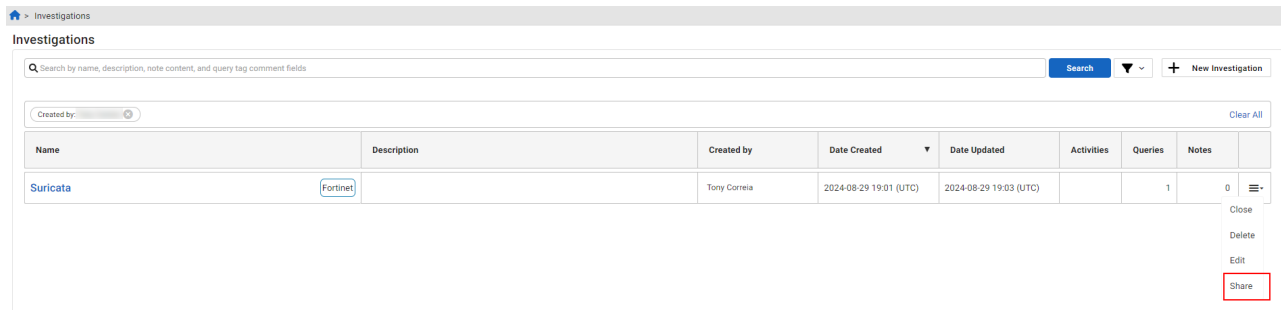 > Investigations
Investigations
Search by name, description, note content, and query tag comment fields
Search
New Investigation
Created by:
Clear All
Name Description Created by Date Created ▼ Date Updated Activities Queries Notes
Suricata Fortinet Tony Correia 2024-08-29 19:01 (UTC) 2024-08-29 19:03 (UTC) 1 0
Close
Delete
Edit
Share